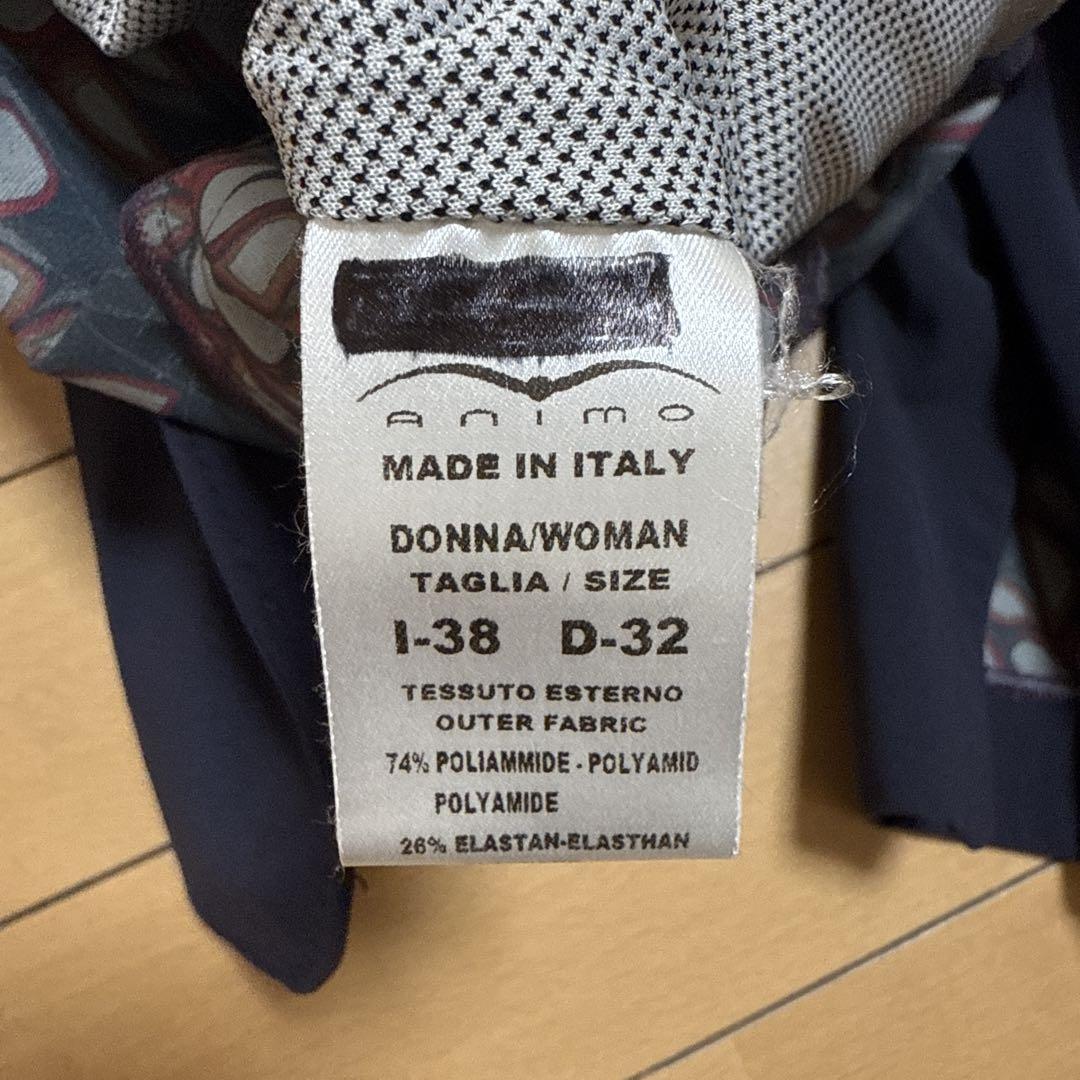 ANIMO
MADE IN ITALY
DONNA/WOMAN
TAGLIA / SIZE
I-38 D-32
TESSUTO ESTERNO
OUTER FABRIC
74% POLIAMMIDE - POLYAMID
POLYAMIDE
26% ELASTAN-ELASTHAN